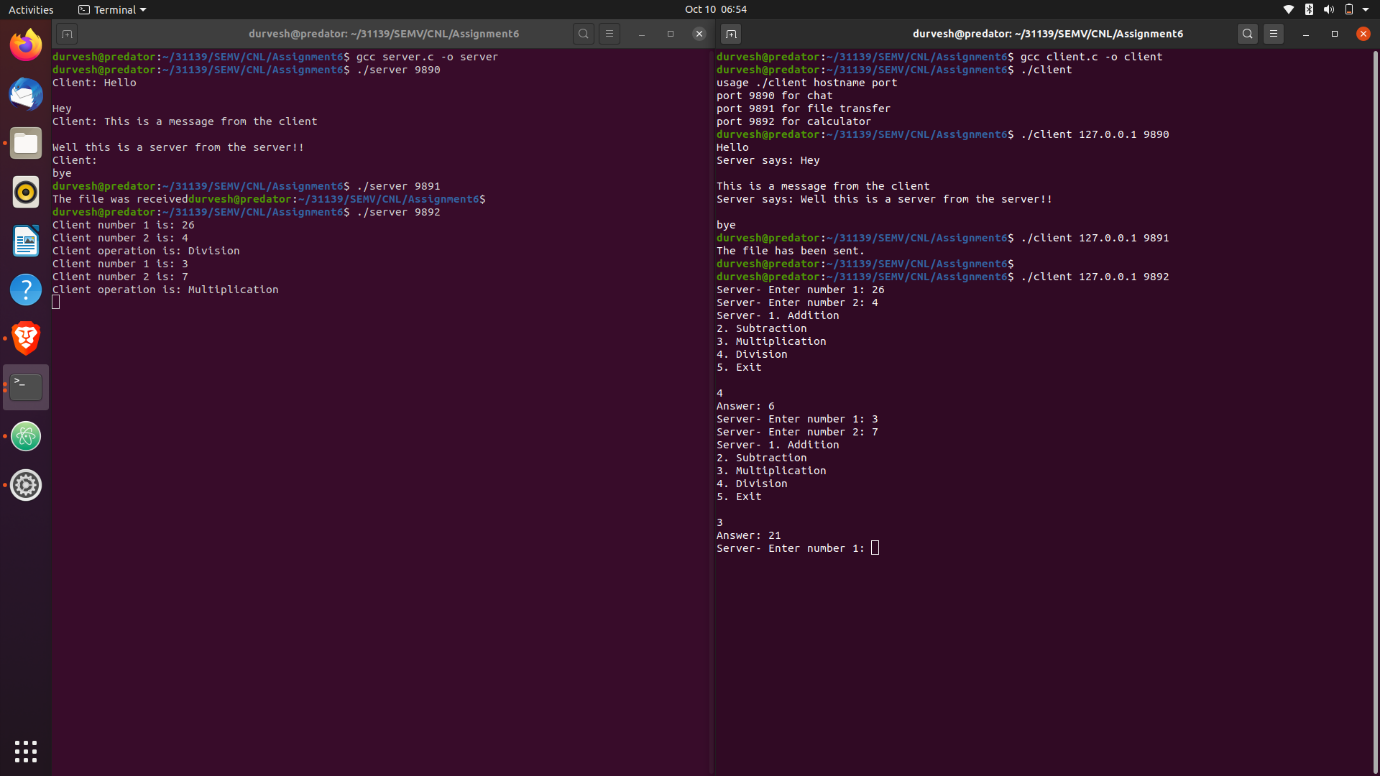 Activities
Terminal
Oct 10 06:54
durvesh@predator: ~/31139/SEMV/CNL/Assignment6
durvesh@predator:~/31139/SEMV/CNL/Assignment6$ gcc server.c -o server
durvesh@predator:~/31139/SEMV/CNL/Assignment6$ ./server 9890
Client: Hello
Hey
Client: This is a message from the client
Well this is a server from the server!!
Client:
bye
durvesh@predator:~/31139/SEMV/CNL/Assignment6$ ./server 9891
The file was receiveddurvesh@predator:~/31139/SEMV/CNL/Assignment6$
durvesh@predator:~/31139/SEMV/CNL/Assignment6$ ./server 9892
Client number 1 is: 26
Client number 2 is: 4
Client operation is: Division
Client number 1 is: 3
Client number 2 is: 7
Client operation is: Multiplication
durvesh@predator: ~/31139/SEMV/CNL/Assignment6
durvesh@predator:~/31139/SEMV/CNL/Assignment6$ gcc client.c -o client
durvesh@predator:~/31139/SEMV/CNL/Assignment6$ ./client
usage ./client hostname port
port 9890 for chat
port 9891 for file transfer
port 9892 for calculator
durvesh@predator:~/31139/SEMV/CNL/Assignment6$ ./client 127.0.0.1 9890
Hello
Server says: Hey
This is a message from the client
Server says: Well this is a server from the server!!
bye
durvesh@predator:~/31139/SEMV/CNL/Assignment6$ ./client 127.0.0.1 9891
The file has been sent.
durvesh@predator:~/31139/SEMV/CNL/Assignment6$
durvesh@predator:~/31139/SEMV/CNL/Assignment6$ ./client 127.0.0.1 9892
Server- Enter number 1: 26
Server- Enter number 2: 4
Server- 1. Addition
2. Subtraction
3. Multiplication
4. Division
5. Exit
4
Answer: 6
Server- Enter number 1: 3
Server- Enter number 2: 7
Server- 1. Addition
2. Subtraction
3. Multiplication
4. Division
5. Exit
3
Answer: 21
Server- Enter number 1: